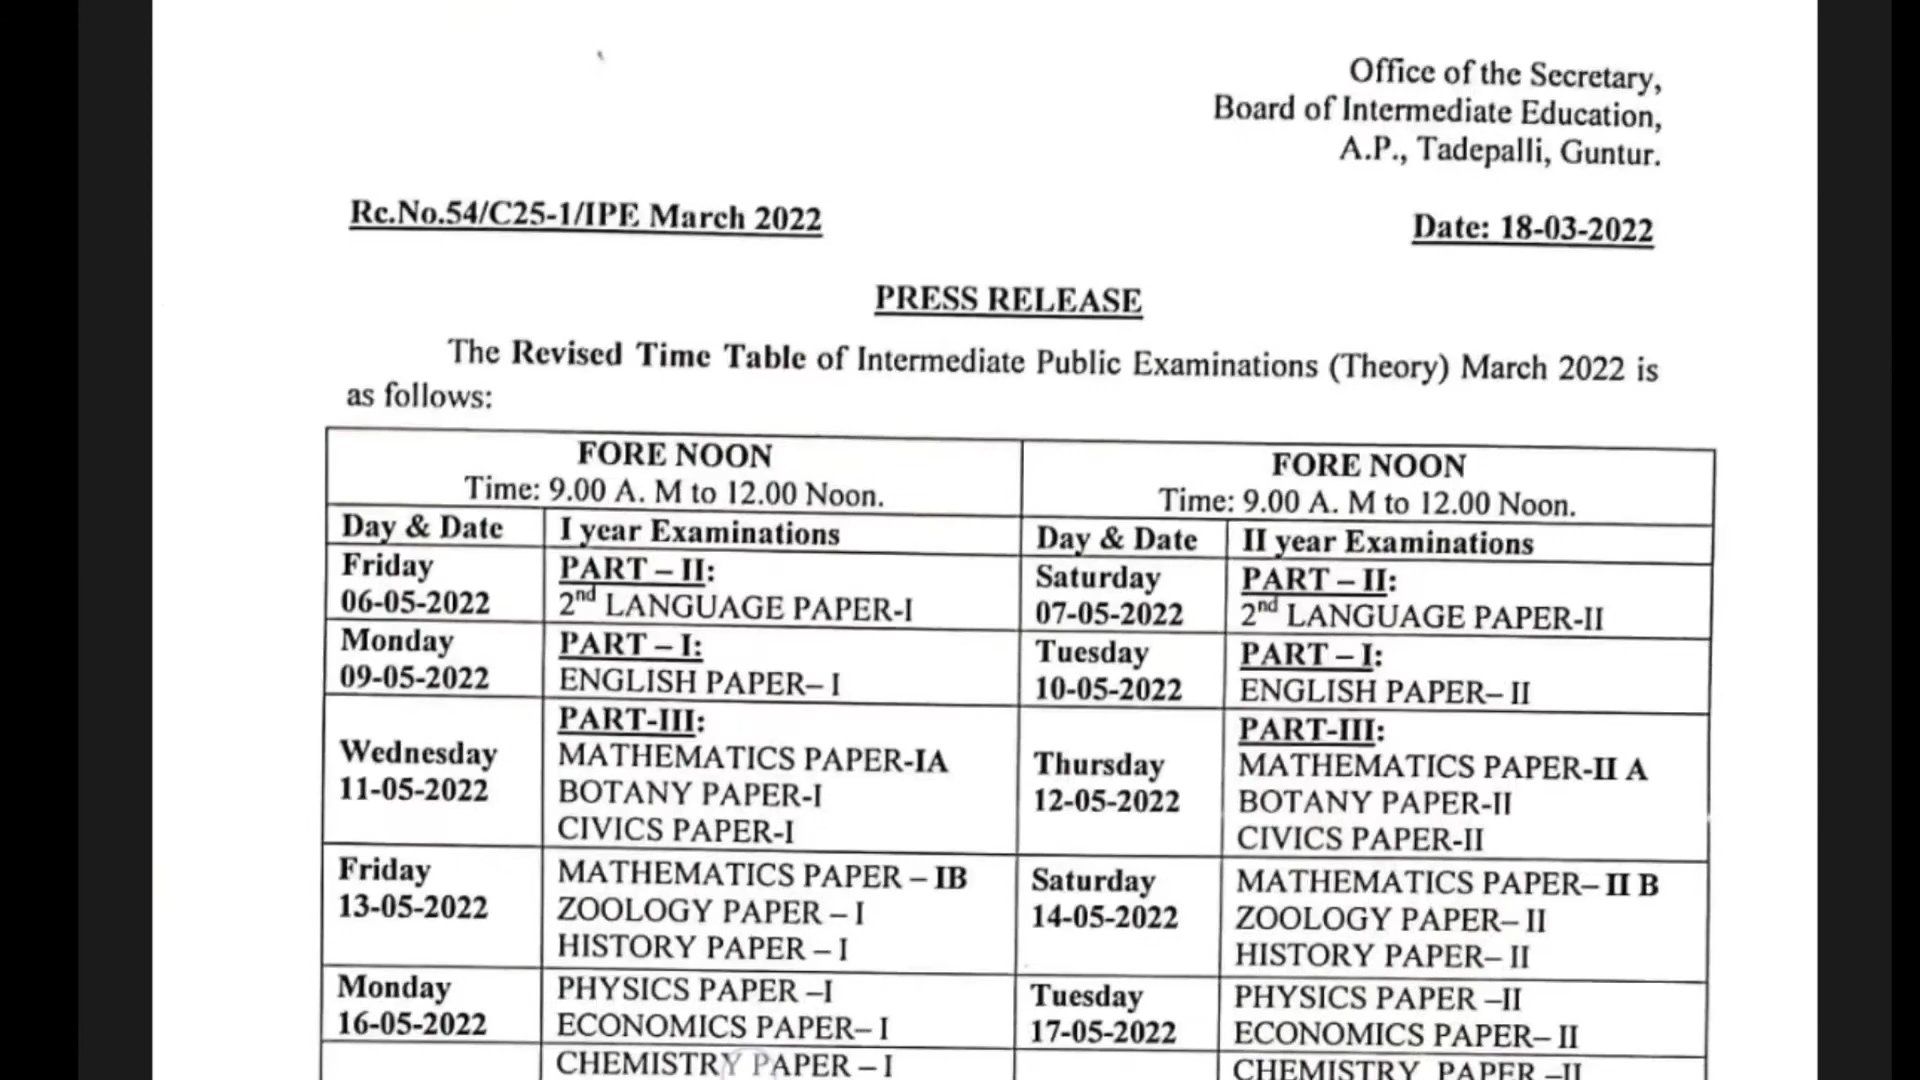 Office of the Secretary,
Board of Intermediate Education,
A.P., Tadepalli, Guntur.
Rc.No.54/C25-1/IPE March 2022
Date: 18-03-2022
PRESS RELEASE
The Revised Time Table of Intermediate Public Examinations (Theory) March 2022 is
as follows:
FORE NOON
Time: 9.00 A. M to 12.00 Noon.
FORE NOON
Time: 9.00 A. M to 12.00 Noon.
Day & Date
I year Examinations
Day & Date
II year Examinations
Friday
06-05-2022
PART – II:
2nd LANGUAGE PAPER-I
Saturday
07-05-2022
PART – II:
2nd LANGUAGE PAPER-II
Monday
09-05-2022
PART – I:
ENGLISH PAPER– I
Tuesday
10-05-2022
PART – I:
ENGLISH PAPER– II
Wednesday
11-05-2022
PART-III:
MATHEMATICS PAPER-IA
BOTANY PAPER-I
CIVICS PAPER-I
Thursday
12-05-2022
PART-III:
MATHEMATICS PAPER-II A
BOTANY PAPER-II
CIVICS PAPER-II
Friday
13-05-2022
MATHEMATICS PAPER – IB
ZOOLOGY PAPER – I
HISTORY PAPER – I
Saturday
14-05-2022
MATHEMATICS PAPER– II B
ZOOLOGY PAPER– II
HISTORY PAPER– II
Monday
16-05-2022
PHYSICS PAPER –I
ECONOMICS PAPER– I
Tuesday
17-05-2022
PHYSICS PAPER –II
ECONOMICS PAPER– II
CHEMISTRY PAPER – I
CHEMISTRY PAPER –II